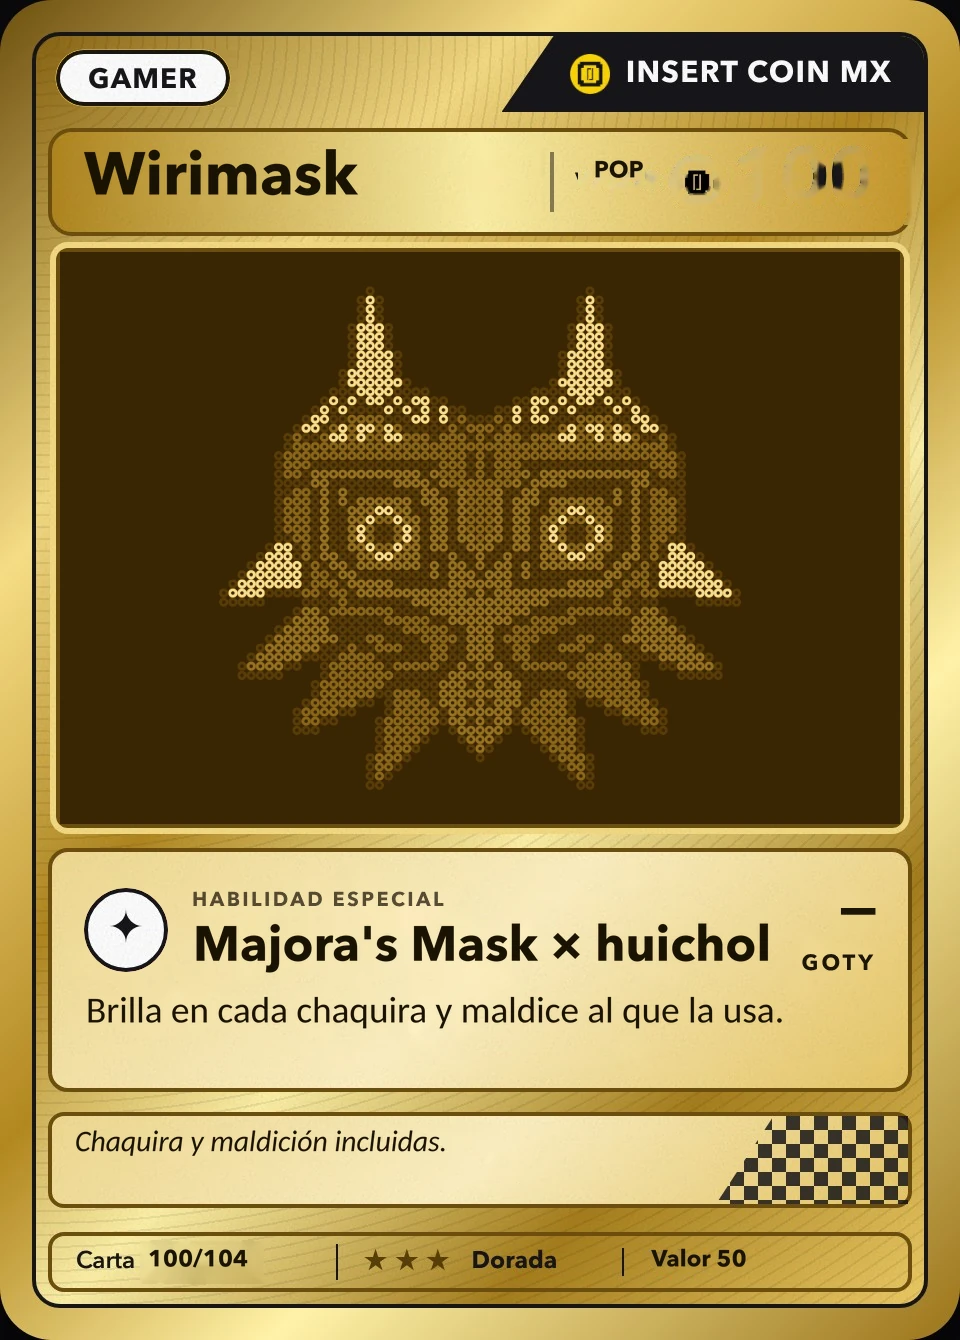 GAMER
INSERT COIN MX
Wirimask
POP
HABILIDAD ESPECIAL
Majora's Mask × huichol
GOTY
Brilla en cada chaquira y maldice al que la usa.
Chaquira y maldición incluidas.
Carta 100/104
★★★ Dorada
Valor 50